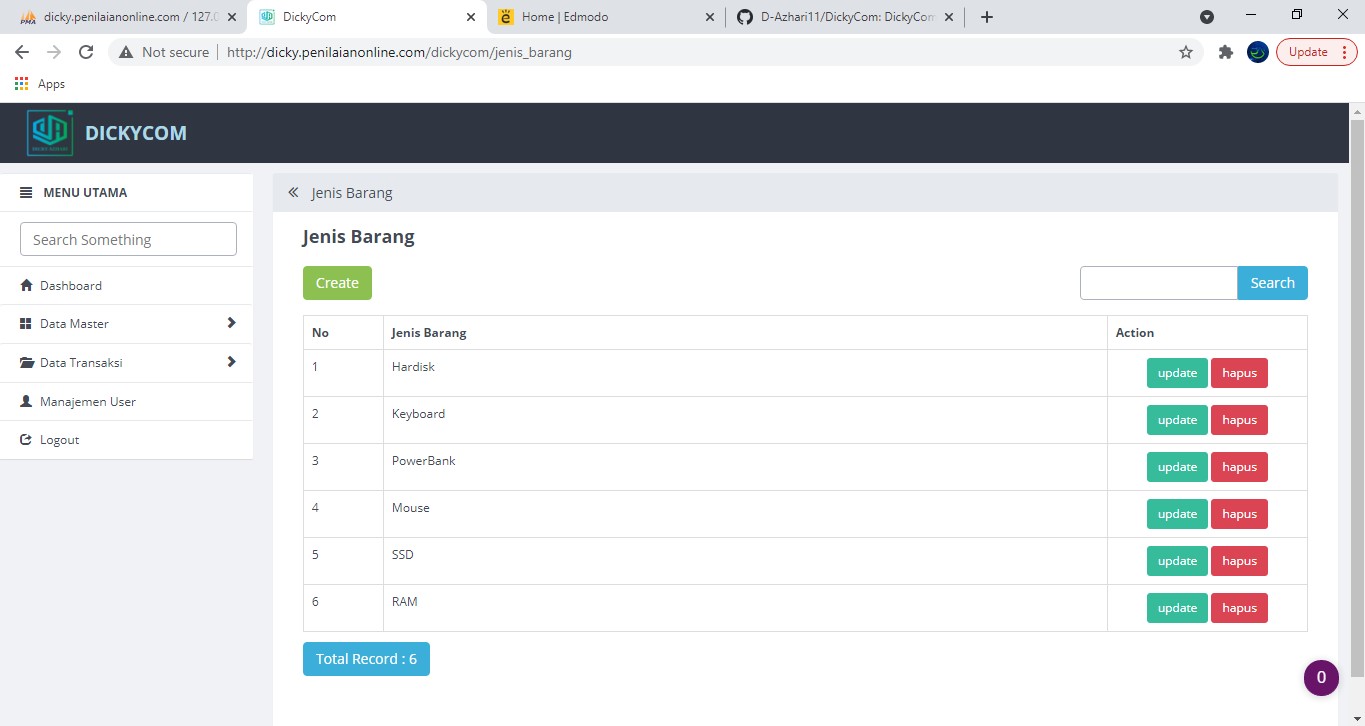 dicky.penilaianonline.com / 127.0
DickyCom
Home | Edmodo
D-Azhari11/DickyCom: DickyCom
Not secure
http://dicky.penilaianonline.com/dickycom/jenis_barang
Update
Apps
DICKYCOM
MENU UTAMA
Search Something
Dashboard
Data Master
Data Transaksi
Manajemen User
Logout
Jenis Barang
Jenis Barang
Create
Search
No Jenis Barang Action
1 Hardisk update hapus
2 Keyboard update hapus
3 PowerBank update hapus
4 Mouse update hapus
5 SSD update hapus
6 RAM update hapus
Total Record : 6
0